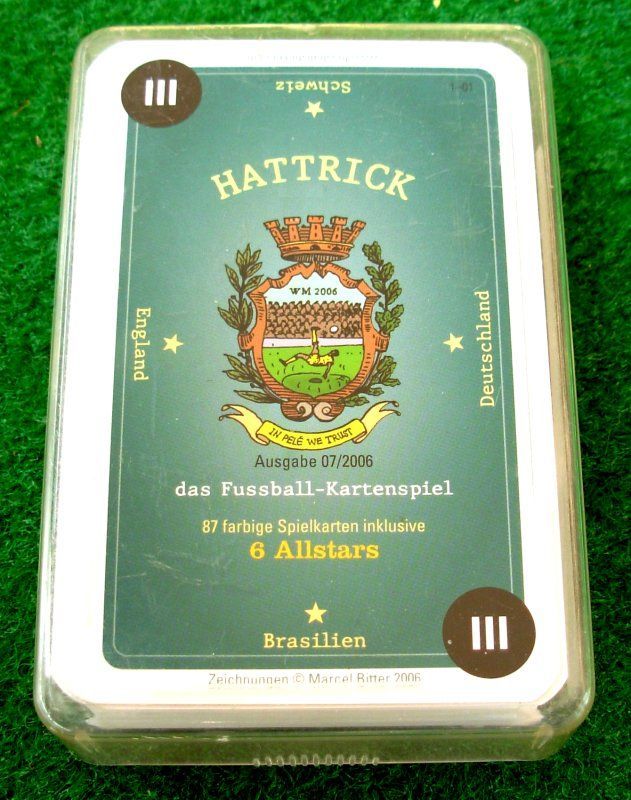 III
Schweiz
1-01
HATTRICK
WM 2006
England
Deutschland
IN PELÉ WE TRUST
Ausgabe 07/2006
das Fussball-Kartenspiel
87 farbige Spielkarten inklusive
6 Allstars
III
Brasilien
Zeichnungen © Marcel Bitter 2006